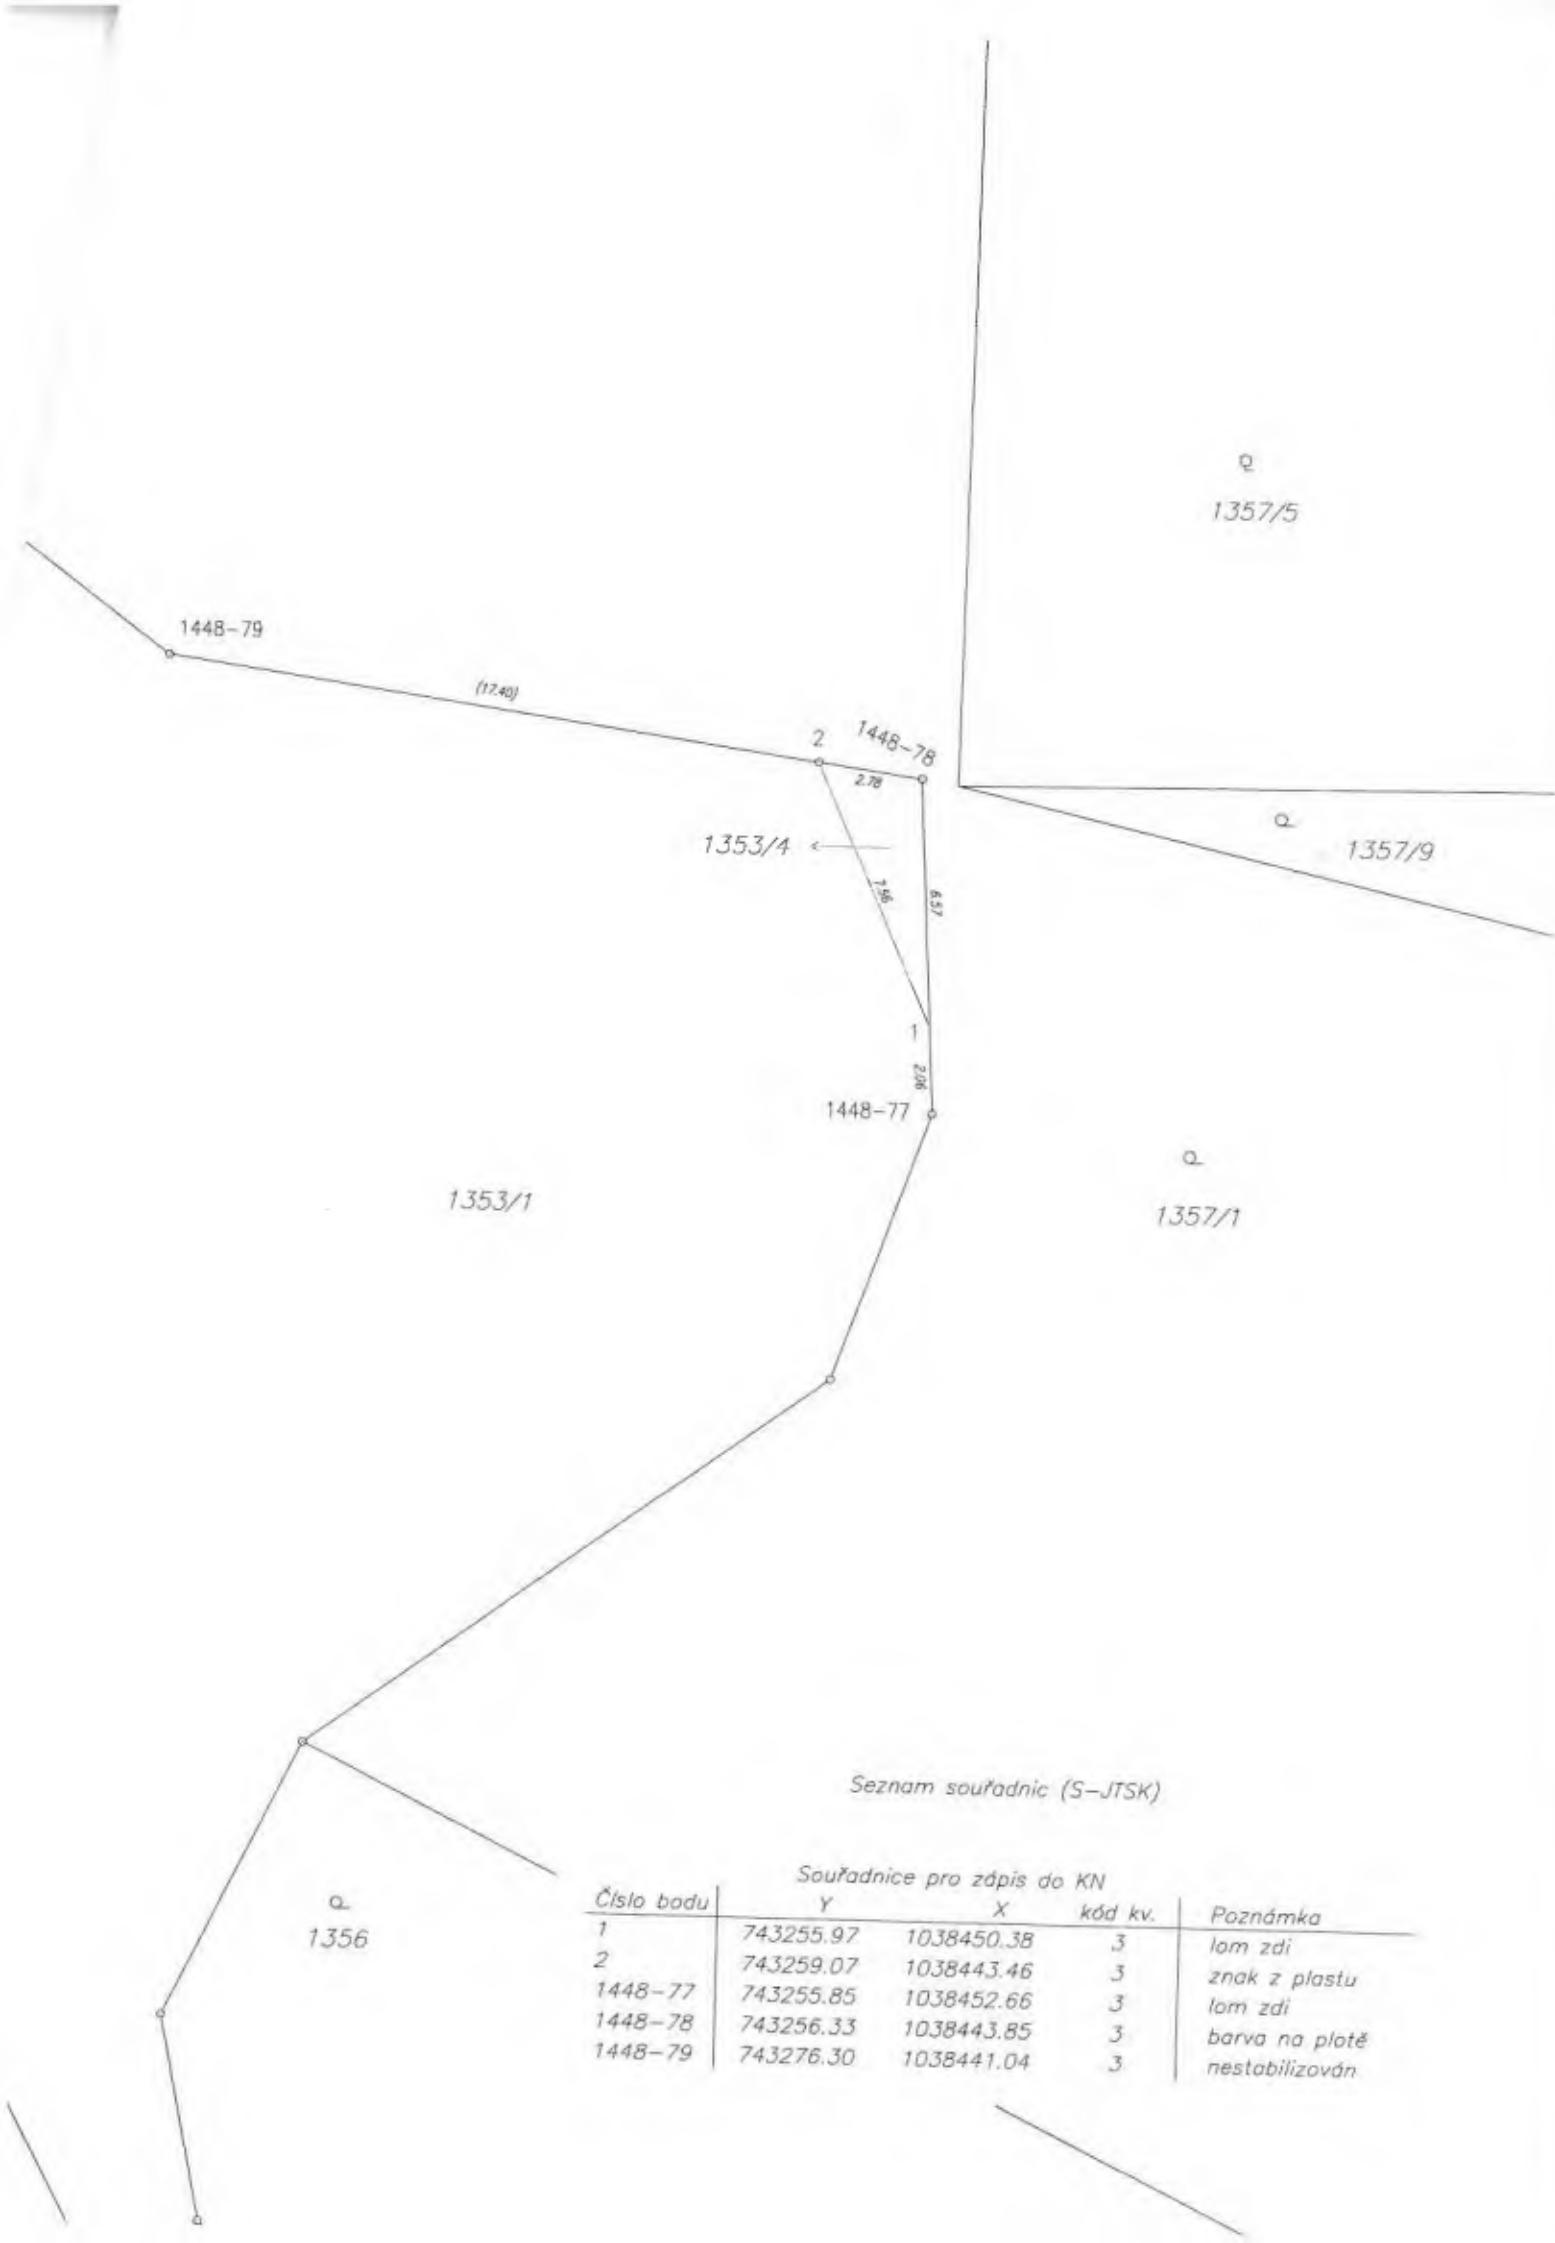 1357/5
1448-79
(17.40)
2
1448-78
2.78
1353/4
1357/9
7.56
6.57
1
2.06
1448-77
1353/1
1357/1
Seznam souřadnic (S-JTSK)
Souřadnice pro zápis do KN
Číslo bodu Y X kód kv. Poznámka
1 743255.97 1038450.38 3 lom zdi
2 743259.07 1038443.46 3 znak z plastu
1448-77 743255.85 1038452.66 3 lom zdi
1448-78 743256.33 1038443.85 3 barva na plotě
1448-79 743276.30 1038441.04 3 nestabilizován
1356